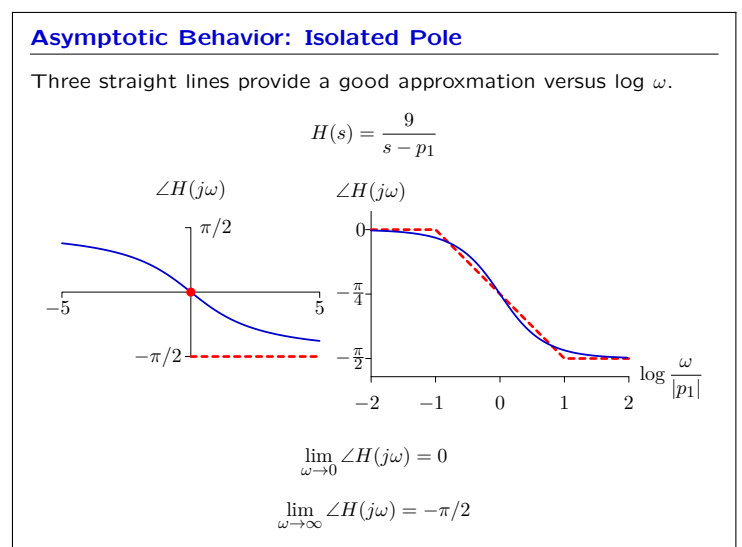 Asymptotic Behavior: Isolated Pole
Three straight lines provide a good approxmation versus log ω.
H(s) = 9 / (s − p₁)
∠H(jω)
π/2
−5
5
−π/2
∠H(jω)
0
−π/4
−π/2
−2 −1 0 1 2
log ω/|p₁|
lim ω→0 ∠H(jω) = 0
lim ω→∞ ∠H(jω) = −π/2